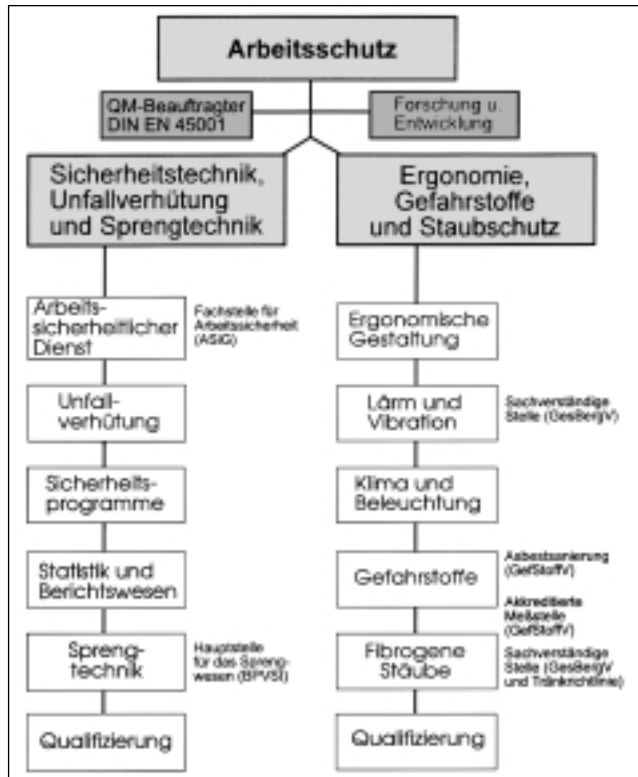 Arbeitsschutz
QM-Beauftragter
DIN EN 45001
Forschung u.
Entwicklung
Sicherheitstechnik,
Unfallverhütung
und Sprengtechnik
Arbeits-
sicherheitlicher
Dienst
Fachstelle für
Arbeitssicherheit
(ASiG)
Unfall-
verhütung
Sicherheits-
programme
Statistik und
Berichtswesen
Spreng-
technik
Hauptstelle
für das Spreng-
wesen (BPVSt)
Qualifizierung
Ergonomie,
Gefahrstoffe
und Staubschutz
Ergonomische
Gestaltung
Lärm und
Vibration
Sachverständige
Stelle (GesBergV)
Klima und
Beleuchtung
Gefahrstoffe
Asbestsanierung
(GefStoffV)
Akkreditierte
Meßstelle
(GefStoffV)
Fibrogene
Stäube
Sachverständige
Stelle (GesBergV
und Tränkrichtlinie)
Qualifizierung